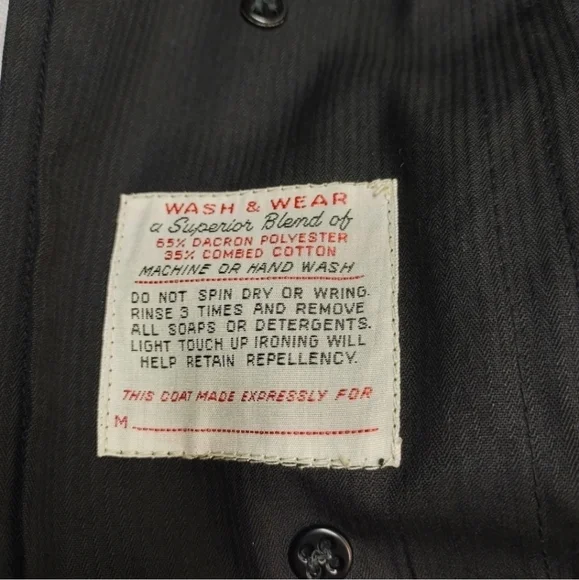 WASH & WEAR
a Superior Blend of
65% DACRON POLYESTER
35% COMBED COTTON
MACHINE OR HAND WASH
DO NOT SPIN DRY OR WRING.
RINSE 3 TIMES AND REMOVE
ALL SOAPS OR DETERGENTS.
LIGHT TOUCH UP IRONING WILL
HELP RETAIN REPELLENCY.
THIS COAT MADE EXPRESSLY FOR
M